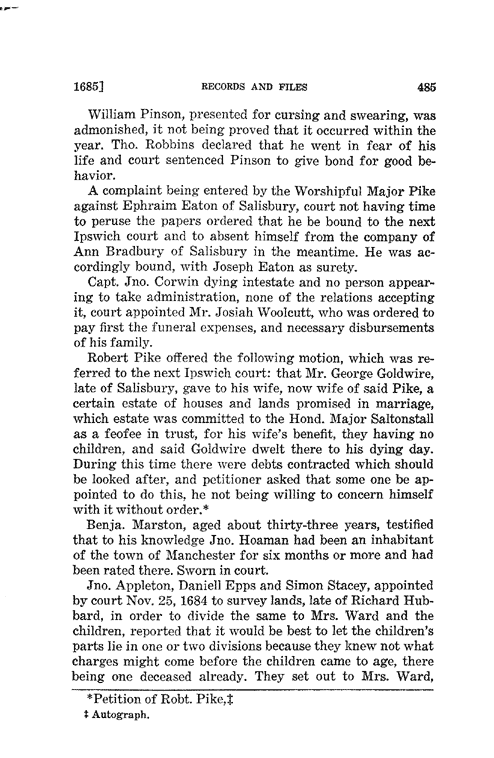 1685] RECORDS AND FILES 485
William Pinson, presented for cursing and swearing, was
admonished, it not being proved that it occurred within the
year. Tho. Robbins declared that he went in fear of his
life and court sentenced Pinson to give bond for good be-
havior.
A complaint being entered by the Worshipful Major Pike
against Ephraim Eaton of Salisbury, court not having time
to peruse the papers ordered that he be bound to the next
Ipswich court and to absent himself from the company of
Ann Bradbury of Salisbury in the meantime. He was ac-
cordingly bound, with Joseph Eaton as surety.
Capt. Jno. Corwin dying intestate and no person appear-
ing to take administration, none of the relations accepting
it, court appointed Mr. Josiah Woolcutt, who was ordered to
pay first the funeral expenses, and necessary disbursements
of his family.
Robert Pike offered the following motion, which was re-
ferred to the next Ipswich court: that Mr. George Goldwire,
late of Salisbury, gave to his wife, now wife of said Pike, a
certain estate of houses and lands promised in marriage,
which estate was committed to the Hond. Major Saltonstall
as a feofee in trust, for his wife's benefit, they having no
children, and said Goldwire dwelt there to his dying day.
During this time there were debts contracted which should
be looked after, and petitioner asked that some one be ap-
pointed to do this, he not being willing to concern himself
with it without order.*
Benja. Marston, aged about thirty-three years, testified
that to his knowledge Jno. Hoaman had been an inhabitant
of the town of Manchester for six months or more and had
been rated there. Sworn in court.
Jno. Appleton, Daniell Epps and Simon Stacey, appointed
by court Nov. 25, 1684 to survey lands, late of Richard Hub-
bard, in order to divide the same to Mrs. Ward and the
children, reported that it would be best to let the children's
parts lie in one or two divisions because they knew not what
charges might come before the children came to age, there
being one deceased already. They set out to Mrs. Ward,
*Petition of Robt. Pike,‡
‡ Autograph.